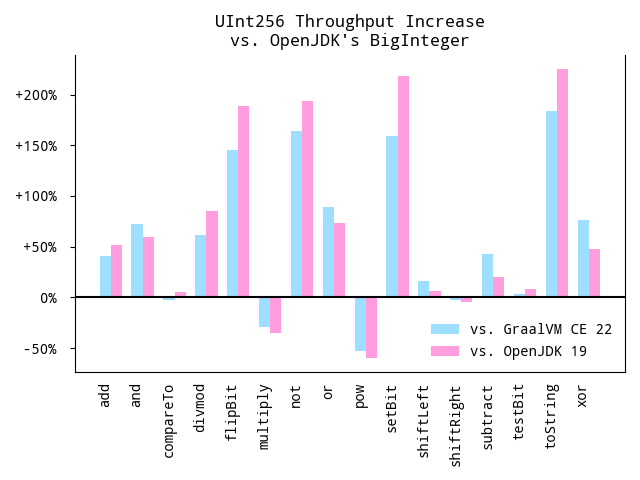 UInt256 Throughput Increase
vs. OpenJDK's BigInteger
+200%
+150%
+100%
+50%
0%
-50%
vs. GraalVM CE 22
vs. OpenJDK 19
add
and
compareTo
divmod
flipBit
multiply
not
or
pow
setBit
shiftLeft
shiftRight
subtract
testBit
toString
xor